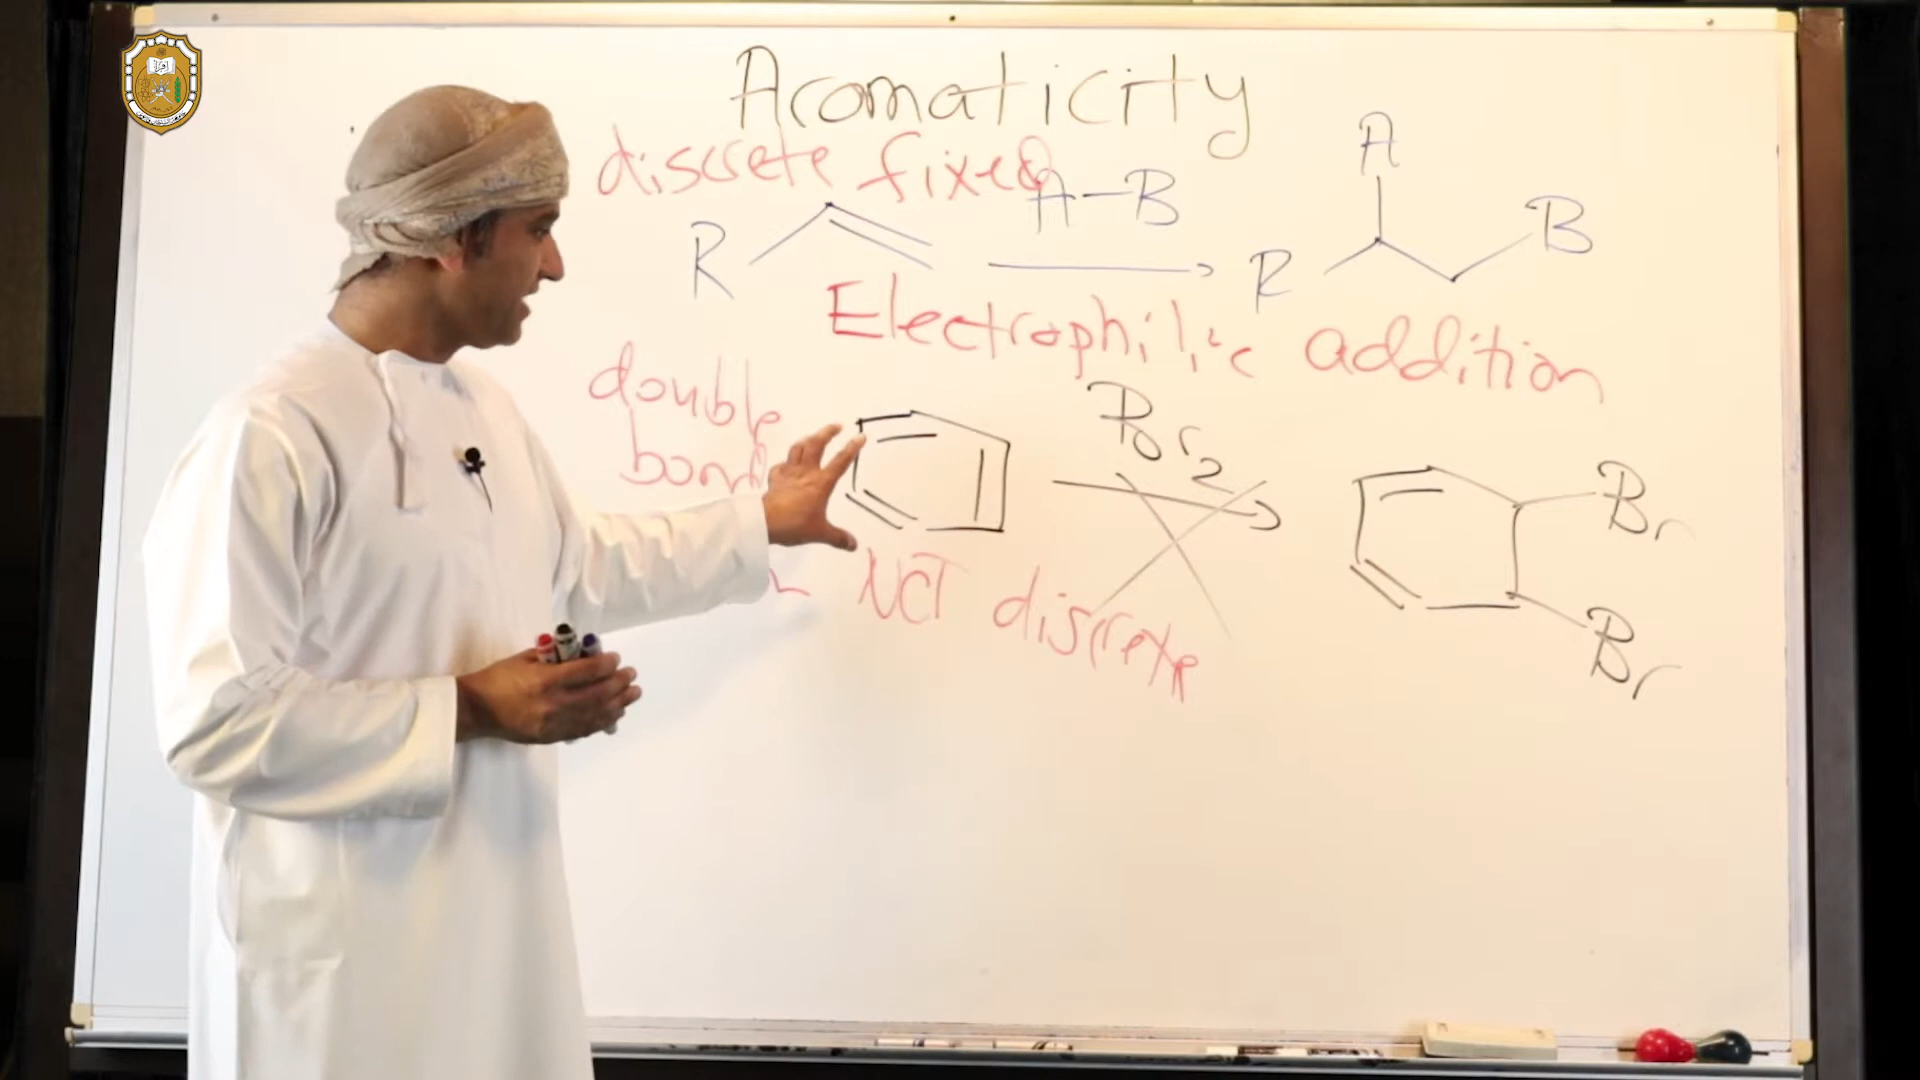 Aromaticity
discrete fixed
A-B
A
R
R
B
Electrophilic addition
double
bond
Br2
Br
Br
NOT discrete